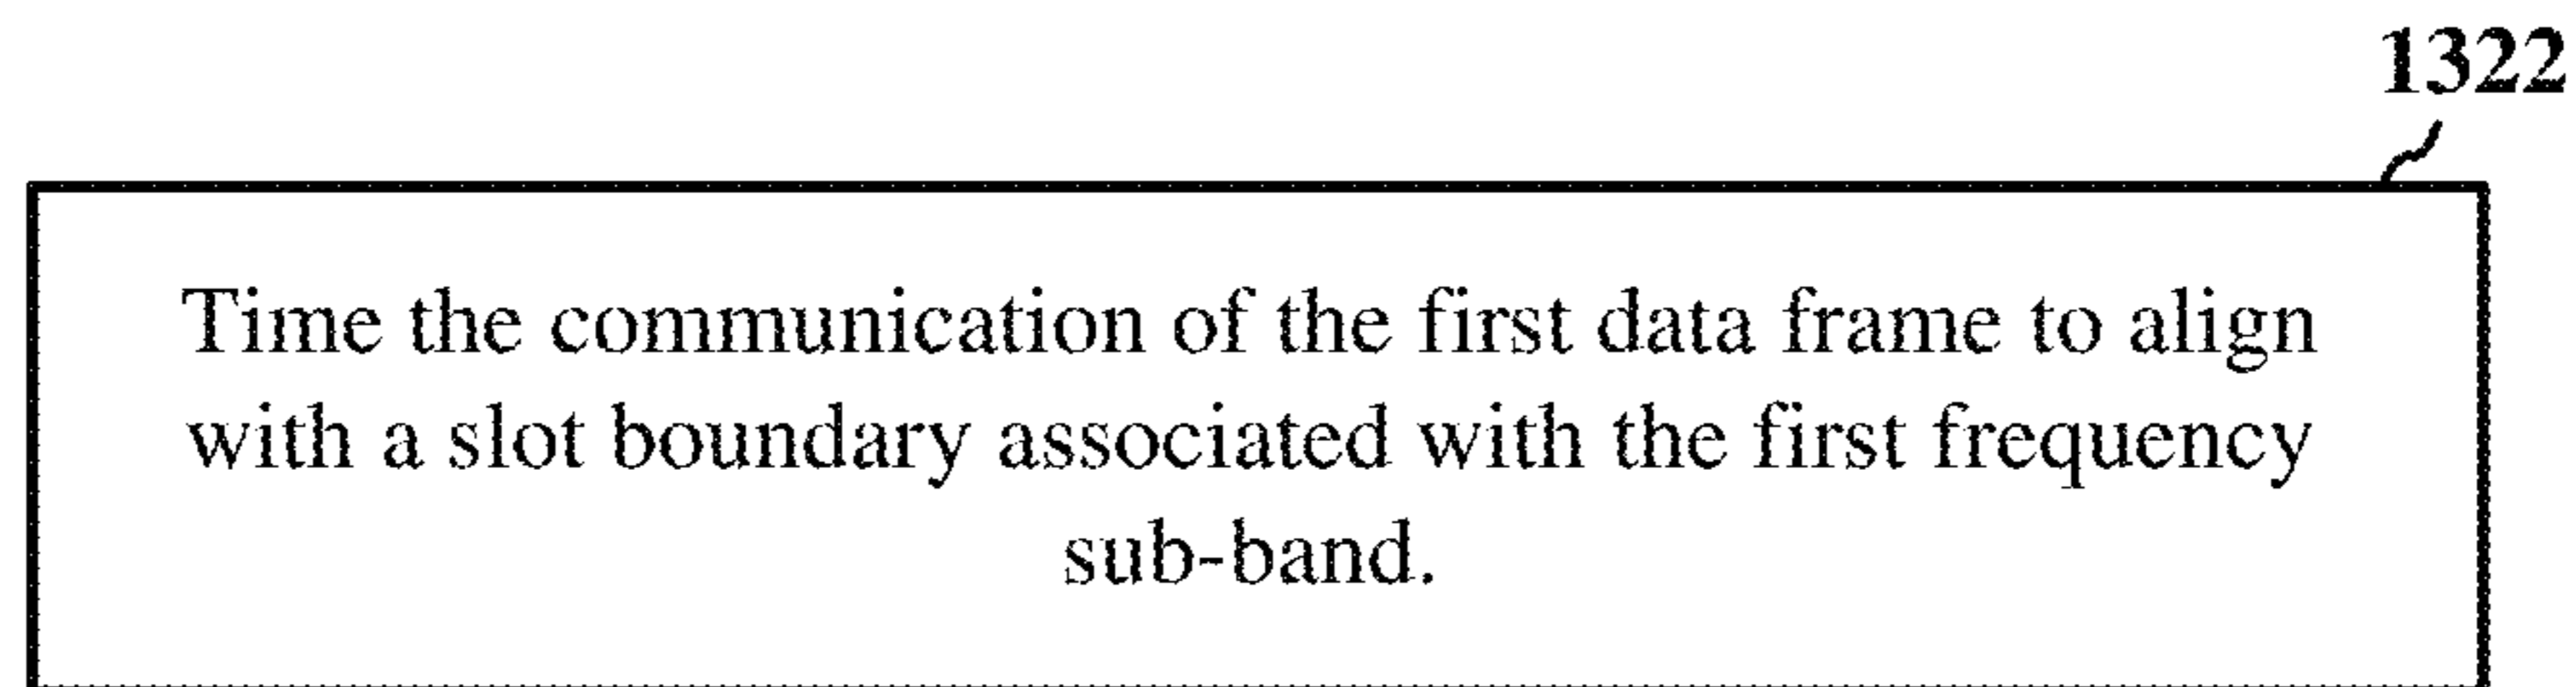 1322
Time the communication of the first data frame to align
with a slot boundary associated with the first frequency
sub-band.